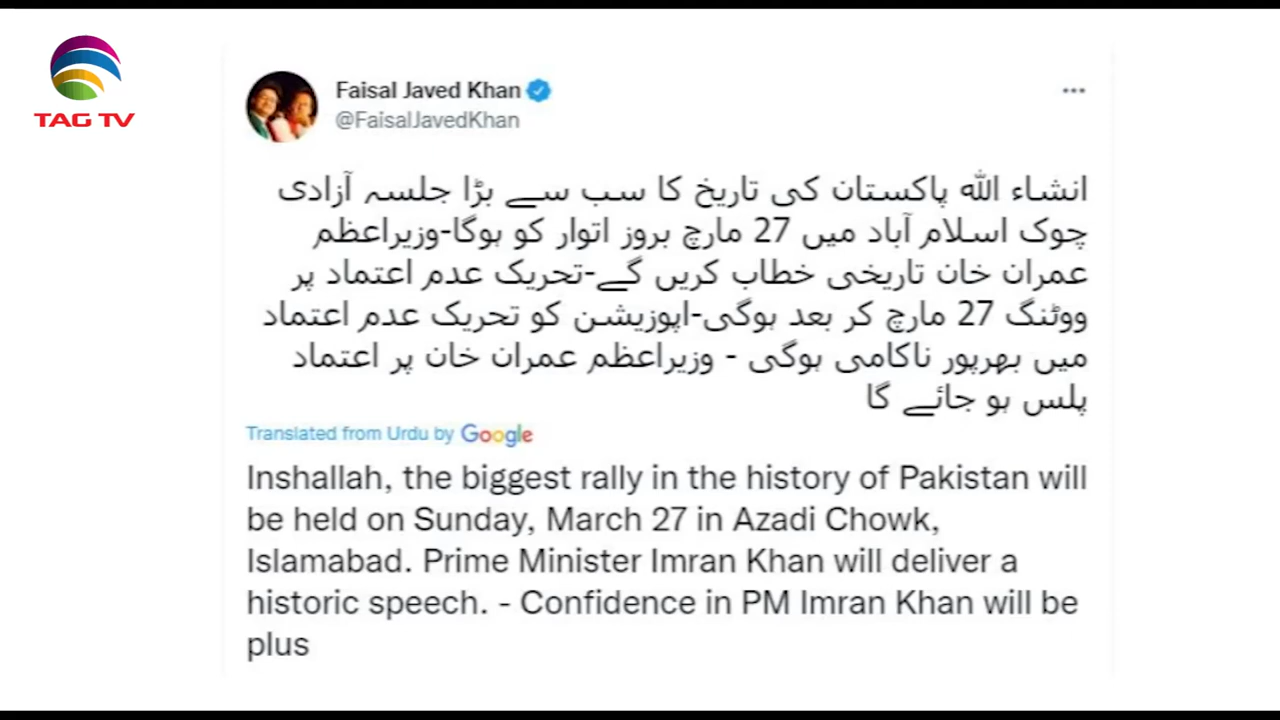 TAG TV
Faisal Javed Khan
@FaisalJavedKhan
انشاء اللہ پاکستان کی تاریخ کا سب سے بڑا جلسہ آزادی
چوک اسلام آباد میں 27 مارچ بروز اتوار کو ہوگا-وزیراعظم
عمران خان تاریخی خطاب کریں گے-تحریک عدم اعتماد پر
ووٹنگ 27 مارچ کر بعد ہوگی-اپوزیشن کو تحریک عدم اعتماد
میں بھرپور ناکامی ہوگی - وزیراعظم عمران خان پر اعتماد
پلس ہو جائے گا
Translated from Urdu by Google
Inshallah, the biggest rally in the history of Pakistan will
be held on Sunday, March 27 in Azadi Chowk,
Islamabad. Prime Minister Imran Khan will deliver a
historic speech. - Confidence in PM Imran Khan will be
plus